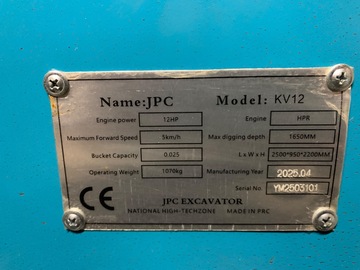 Name:JPC Model: KV12
Engine power 12HP Engine HPR
Maximum Forward Speed 5km/h Max digging depth 1650MM
Bucket Capacity 0.025 L x W x H 2500*950*2200MM
Operating Weight 1070kg Manufacturing Year 2025.04
Serial No YM2503101
CE JPC EXCAVATOR
NATIONAL HIGH-TECHZONE MADE IN PRC